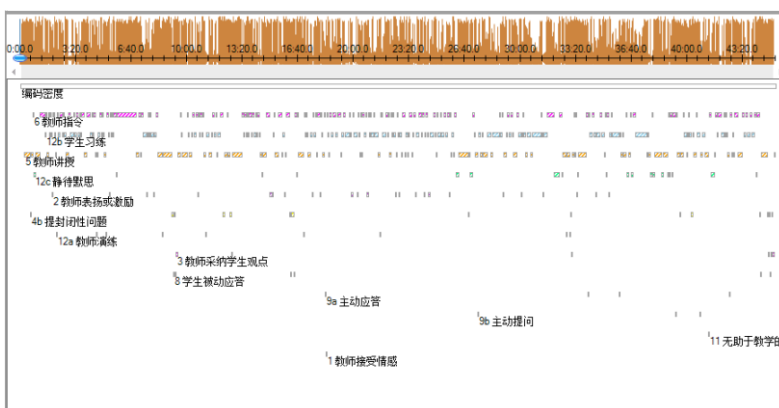 0:00.0 3:20.0 6:40.0 10:00.0 13:20.0 16:40.0 20:00.0 23:20.0 26:40.0 30:00.0 33:20.0 36:40.0 40:00.0 43:20.0
编码密度
6 教师指令
12b 学生习练
5 教师讲授
12c 静待默思
2 教师表扬或激励
4b 提封闭性问题
12a 教师演练
3 教师采纳学生观点
8 学生被动应答
9a 主动应答
9b 主动提问
11 无助于教学的
1 教师接受情感